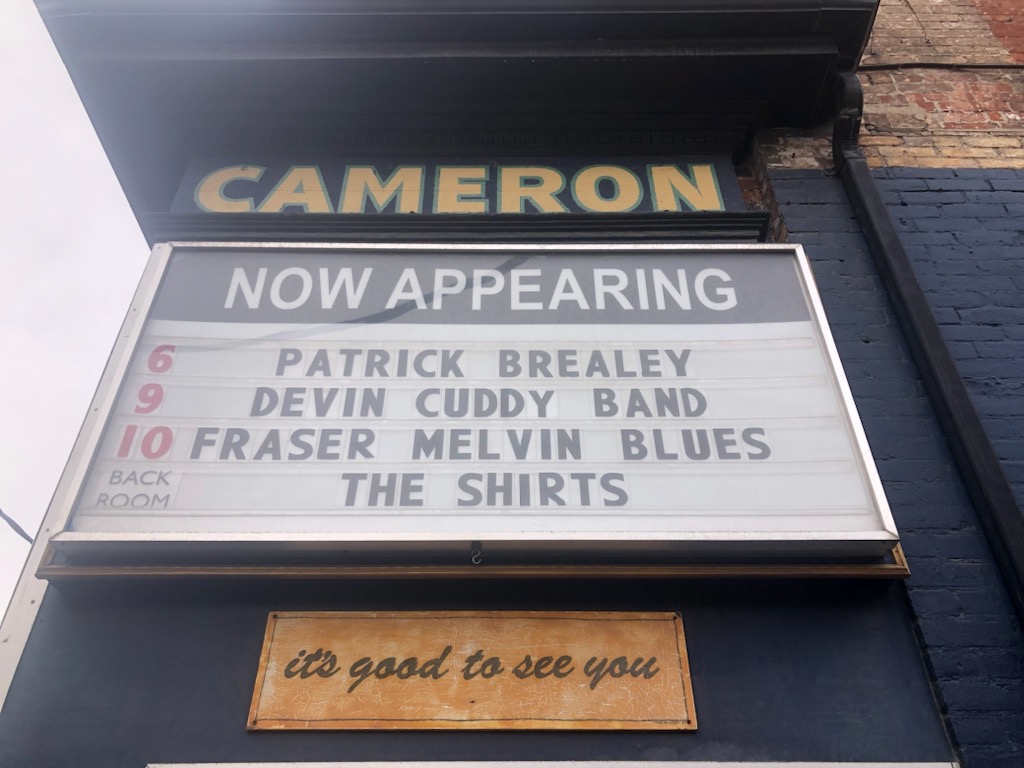 CAMERON
NOW APPEARING
6 PATRICK BREALEY
9 DEVIN CUDDY BAND
10 FRASER MELVIN BLUES
BACK ROOM THE SHIRTS
it's good to see you